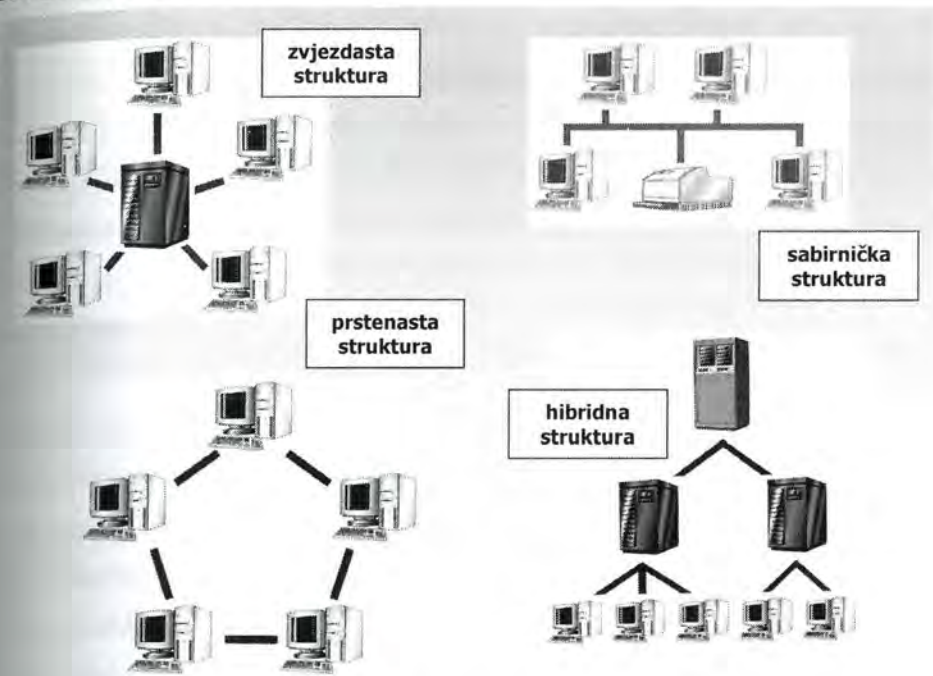 zvjezdasta
struktura
sabirnička
struktura
prstenasta
struktura
hibridna
struktura